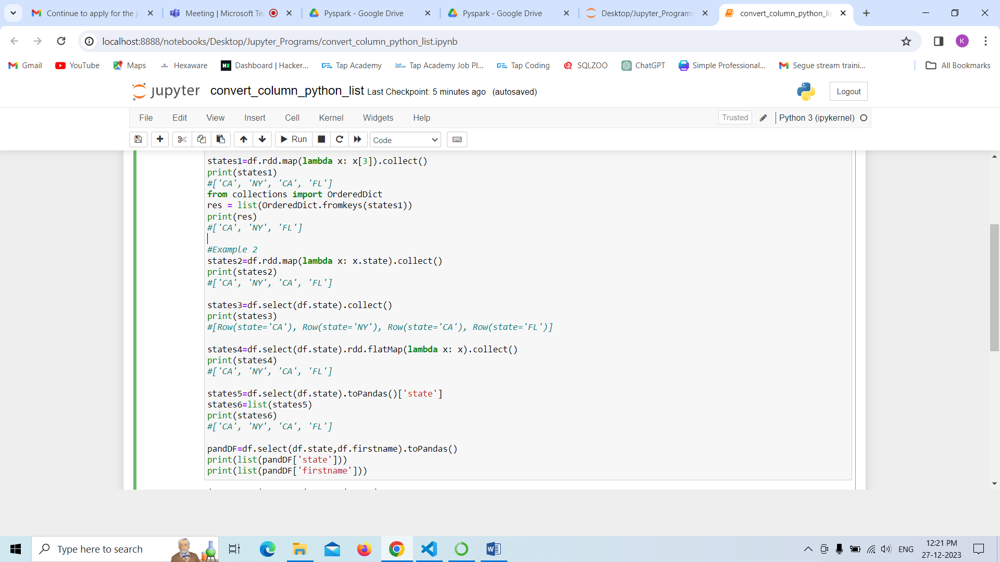 Continue to apply for the j
Meeting | Microsoft Te
Pyspark - Google Drive
Pyspark - Google Drive
Desktop/Jupyter_Programs
convert_column_python_lis
localhost:8888/notebooks/Desktop/Jupyter_Programs/convert_column_python_list.ipynb
K
Gmail
YouTube
Maps
Hexaware
Dashboard | Hacker...
Tap Academy
Tap Academy Job Pl...
Tap Coding
SQLZOO
ChatGPT
Simple Professional...
Segue stream traini...
All Bookmarks
jupyter convert_column_python_list Last Checkpoint: 5 minutes ago (autosaved)
Logout
File Edit View Insert Cell Kernel Widgets Help
Trusted
Python 3 (ipykernel)
Run
Code
states1=df.rdd.map(lambda x: x[3]).collect()
print(states1)
#['CA', 'NY', 'CA', 'FL']
from collections import OrderedDict
res = list(OrderedDict.fromkeys(states1))
print(res)
#['CA', 'NY', 'FL']
#Example 2
states2=df.rdd.map(lambda x: x.state).collect()
print(states2)
#['CA', 'NY', 'CA', 'FL']
states3=df.select(df.state).collect()
print(states3)
#[Row(state='CA'), Row(state='NY'), Row(state='CA'), Row(state='FL')]
states4=df.select(df.state).rdd.flatMap(lambda x: x).collect()
print(states4)
#['CA', 'NY', 'CA', 'FL']
states5=df.select(df.state).toPandas()['state']
states6=list(states5)
print(states6)
#['CA', 'NY', 'CA', 'FL']
pandDF=df.select(df.state,df.firstname).toPandas()
print(list(pandDF['state']))
print(list(pandDF['firstname']))
Type here to search
ENG
12:21 PM
27-12-2023